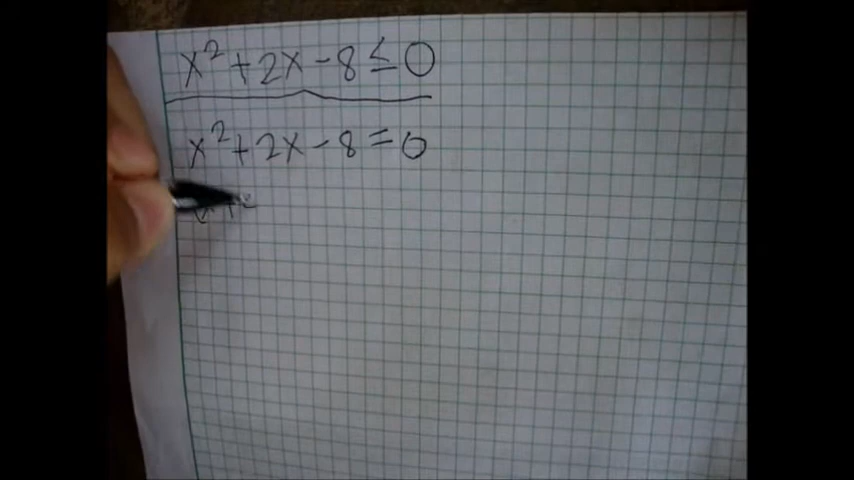 x² + 2x - 8 ≤ 0
x² + 2x - 8 = 0